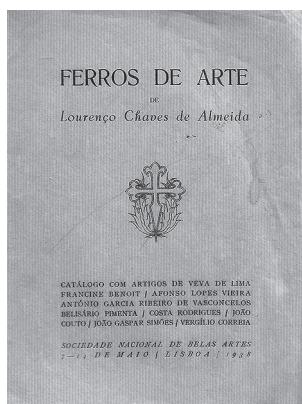 FERROS DE ARTE
DE
Lourenço Chaves de Almeida
CATÁLOGO COM ARTIGOS DE VEVA DE LIMA
FRANCINE BENOIT / AFONSO LOPES VIEIRA
ANTÓNIO GARCIA RIBEIRO DE VASCONCELOS
BELISÁRIO PIMENTA / COSTA RODRIGUES / JOÃO
COUTO / JOÃO GASPAR SIMÕES / VERGÍLIO CORREIA
SOCIEDADE NACIONAL DE BELAS ARTES
7—14 DE MAIO / LISBOA / 1938